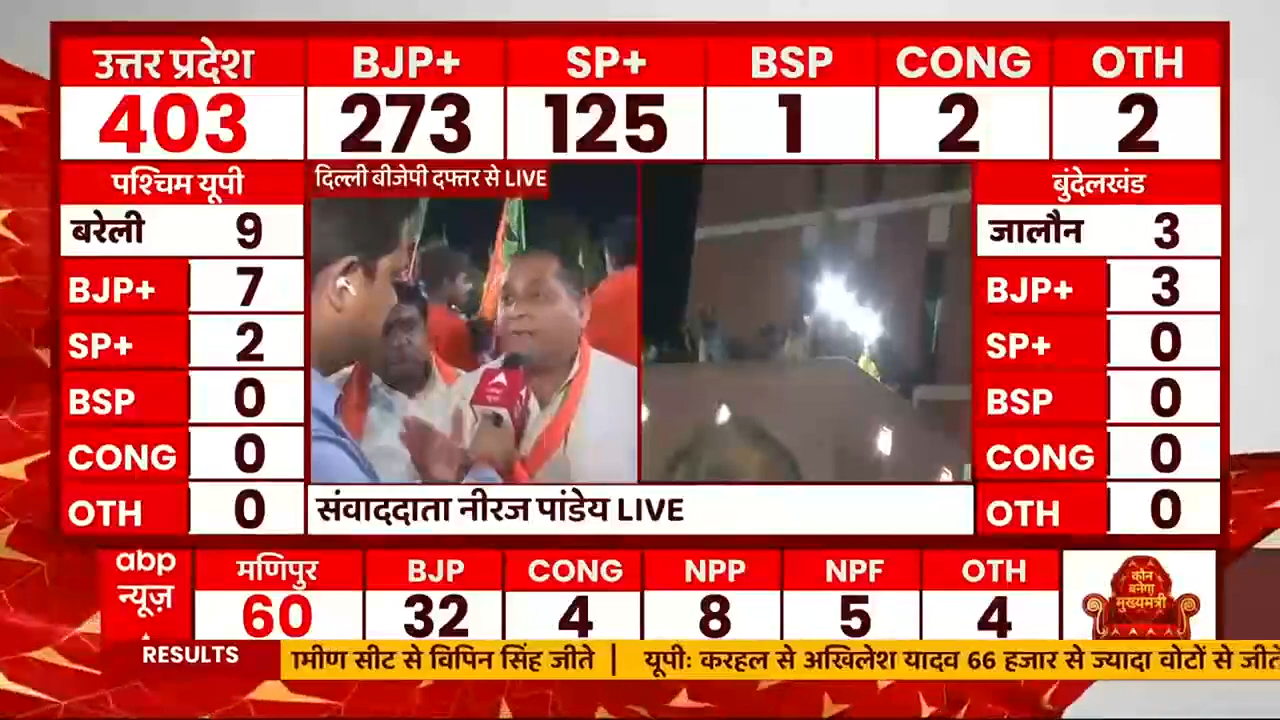 उत्तर प्रदेश BJP+ SP+ BSP CONG OTH
403 273 125 1 2 2
पश्चिम यूपी
बरेली 9
BJP+ 7
SP+ 2
BSP 0
CONG 0
OTH 0
दिल्ली बीजेपी दफ्तर से LIVE
संवाददाता नीरज पांडेय LIVE
बुंदेलखंड
जालौन 3
BJP+ 3
SP+ 0
BSP 0
CONG 0
OTH 0
abp
न्यूज़
मणिपुर BJP CONG NPP NPF OTH
60 32 4 8 5 4
कौन
बनेगा
मुख्यमंत्री
RESULTS
ामीण सीट से विपिन सिंह जीते | यूपीः करहल से अखिलेश यादव 66 हजार से ज्यादा वोटों से जीते